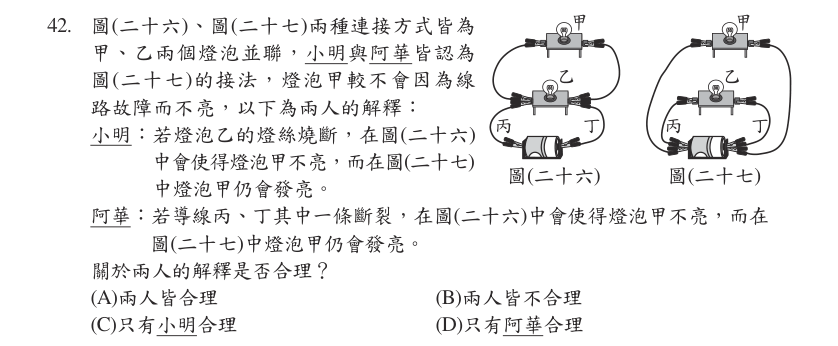 42. 圖(二十六)、圖(二十七)兩種連接方式皆為
甲、乙兩個燈泡並聯，小明與阿華皆認為
圖(二十七)的接法，燈泡甲較不會因為線
路故障而不亮，以下為兩人的解釋：
小明：若燈泡乙的燈絲燒斷，在圖(二十六)
中會使得燈泡甲不亮，而在圖(二十七)
中燈泡甲仍會發亮。
甲
乙
丙
丁
圖(二十六)
甲
乙
丙
丁
圖(二十七)
阿華：若導線丙、丁其中一條斷裂，在圖(二十六)中會使得燈泡甲不亮，而在
圖(二十七)中燈泡甲仍會發亮。
關於兩人的解釋是否合理？
(A)兩人皆合理 (B)兩人皆不合理
(C)只有小明合理 (D)只有阿華合理